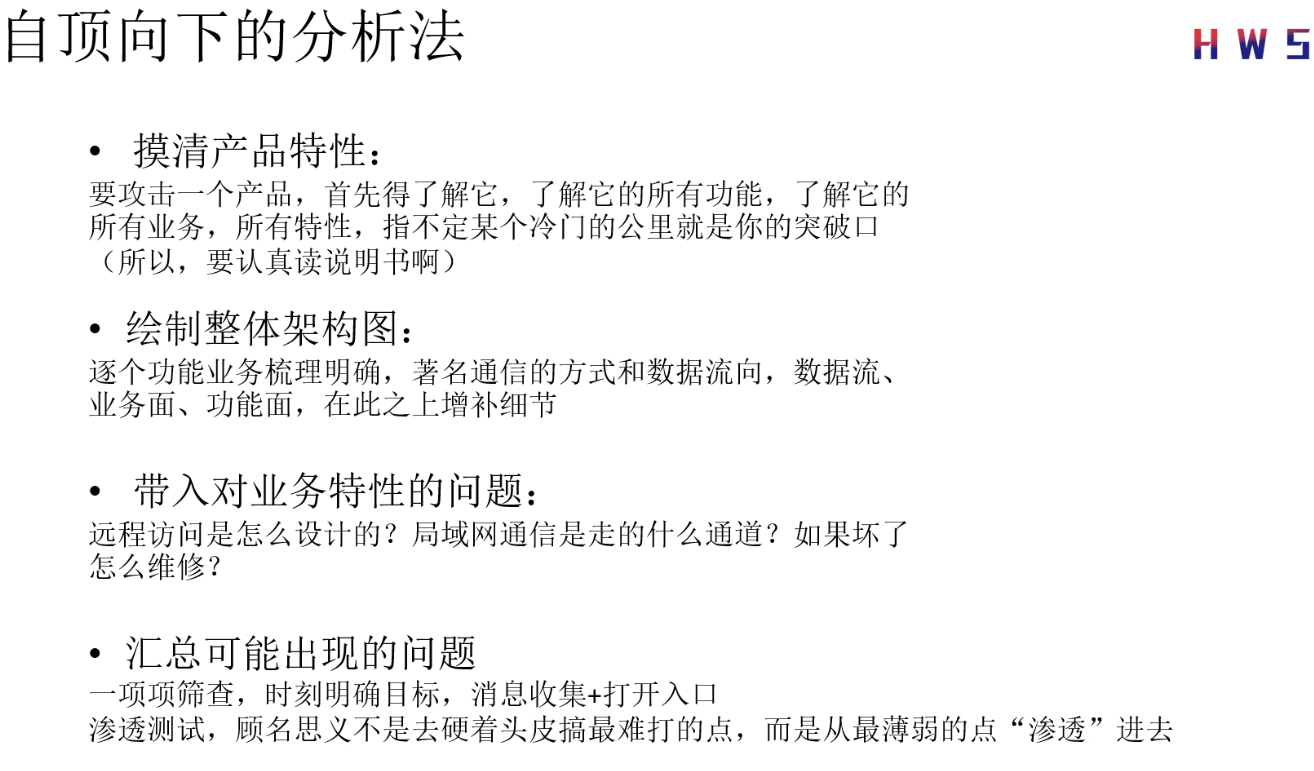 自顶向下的分析法
HWS
• 摸清产品特性：
要攻击一个产品，首先得了解它，了解它的所有功能，了解它的
所有业务，所有特性，指不定某个冷门的公里就是你的突破口
（所以，要认真读说明书啊）
• 绘制整体架构图：
逐个功能业务梳理明确，著名通信的方式和数据流向，数据流、
业务面、功能面，在此之上增补细节
• 带入对业务特性的问题：
远程访问是怎么设计的？局域网通信是走的什么通道？如果坏了
怎么维修？
• 汇总可能出现的问题
一项项筛查，时刻明确目标，消息收集+打开入口
渗透测试，顾名思义不是去硬着头皮搞最难打的点，而是从最薄弱的点“渗透”进去